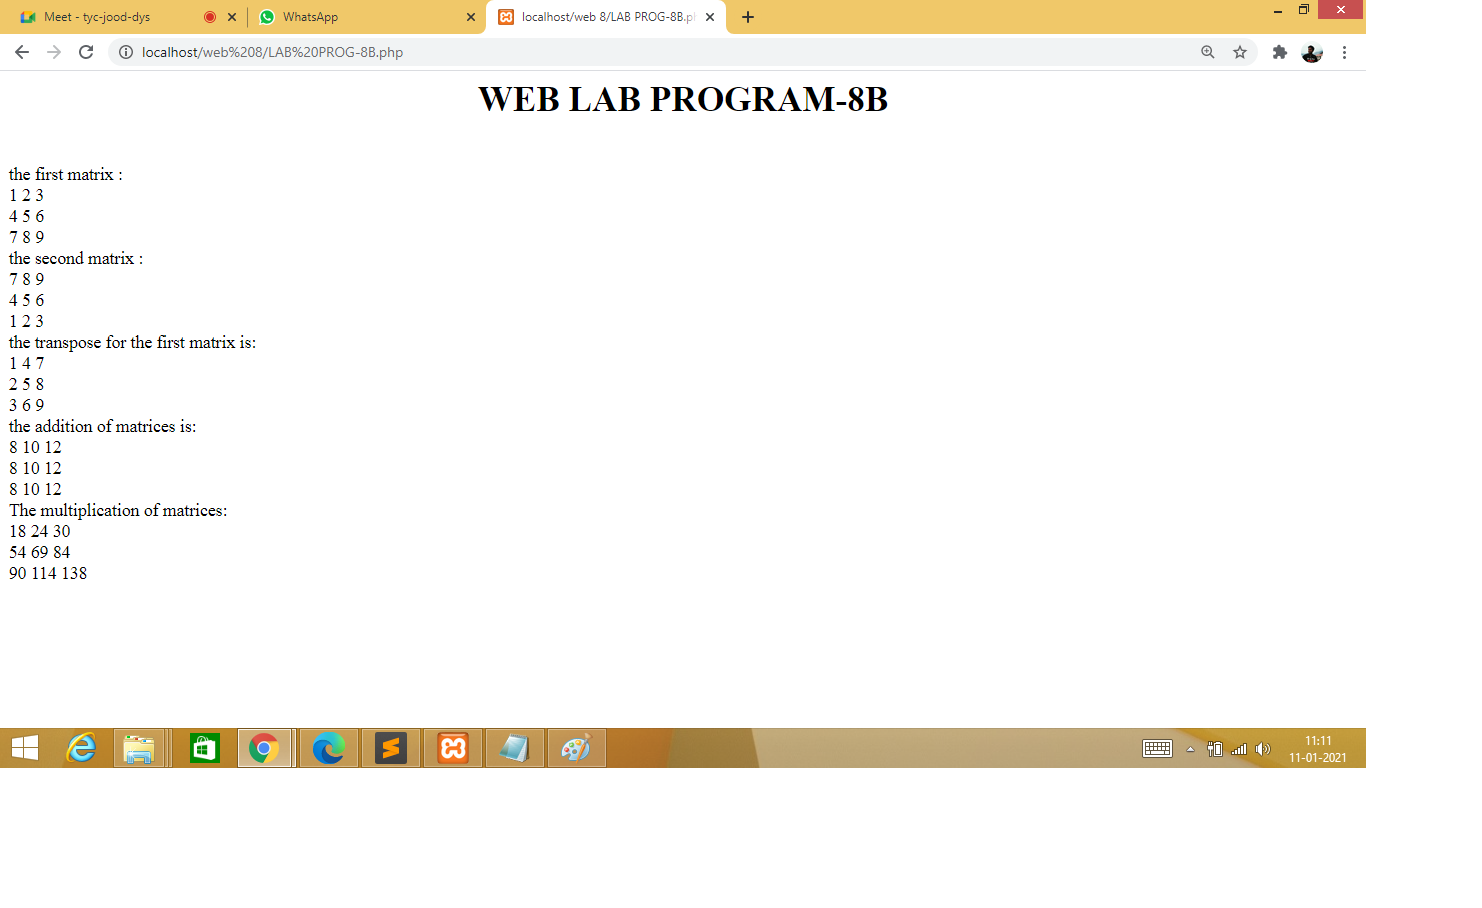 Meet - tyc-jood-dys
WhatsApp
localhost/web 8/LAB PROG-8B.p
localhost/web%208/LAB%20PROG-8B.php
WEB LAB PROGRAM-8B
the first matrix :
1 2 3
4 5 6
7 8 9
the second matrix :
7 8 9
4 5 6
1 2 3
the transpose for the first matrix is:
1 4 7
2 5 8
3 6 9
the addition of matrices is:
8 10 12
8 10 12
8 10 12
The multiplication of matrices:
18 24 30
54 69 84
90 114 138
11:11
11-01-2021